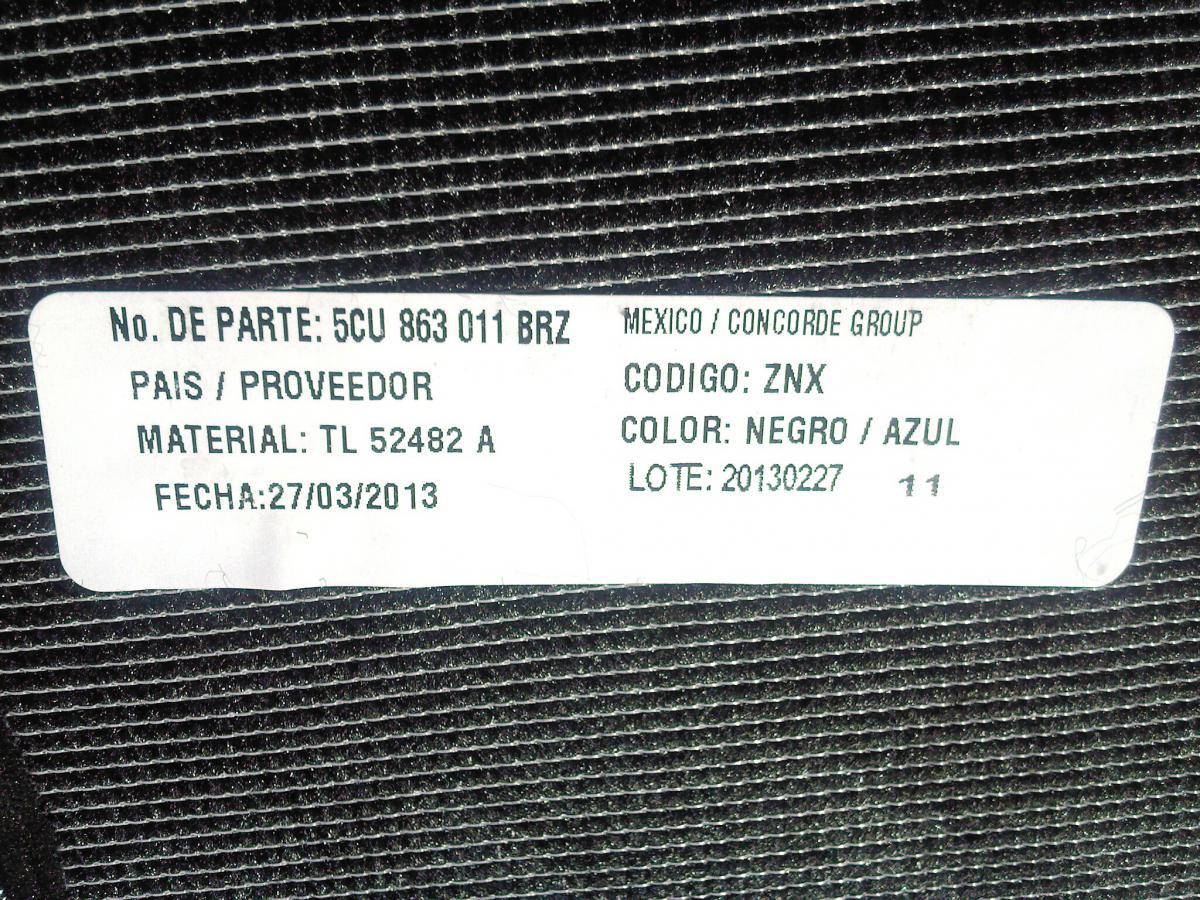 No. DE PARTE: 5CU 863 011 BRZ MEXICO / CONCORDE GROUP
PAIS / PROVEEDOR CODIGO: ZNX
MATERIAL: TL 52482 A COLOR: NEGRO / AZUL
FECHA:27/03/2013 LOTE: 20130227 11